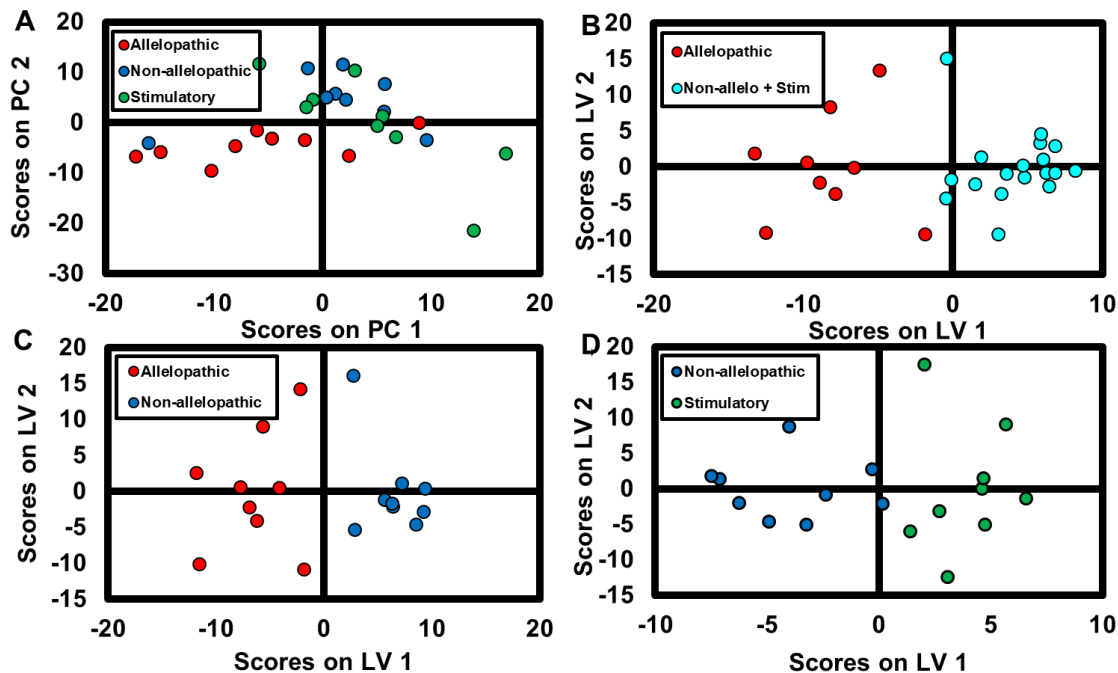 A
20
10
0
-10
-20
-30
Scores on PC 2
Allelopathic
Non-allelopathic
Stimulatory
-20
-10
0
10
20
Scores on PC 1
B
20
15
10
5
0
-5
-10
-15
Scores on LV 2
Allelopathic
Non-allelo + Stim
-20
-10
0
10
Scores on LV 1
C
20
15
10
5
0
-5
-10
-15
Scores on LV 2
Allelopathic
Non-allelopathic
-20
-10
0
10
20
Scores on LV 1
D.
20
15
10
5
0
-5
-10
-15
Scores on LV 2
Non-allelopathic
Stimulatory
-10
-5
0
5
10
Scores on LV 1